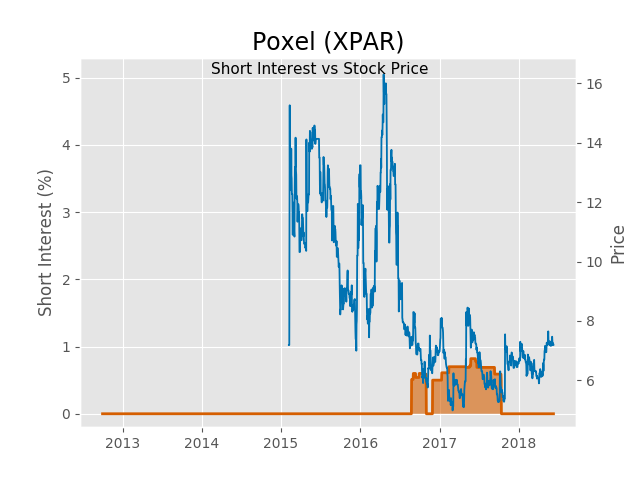 Poxel (XPAR)
Short Interest vs Stock Price
5
4
3
2
1
0
Short Interest (%)
16
14
12
10
8
6
Price
2013 2014 2015 2016 2017 2018